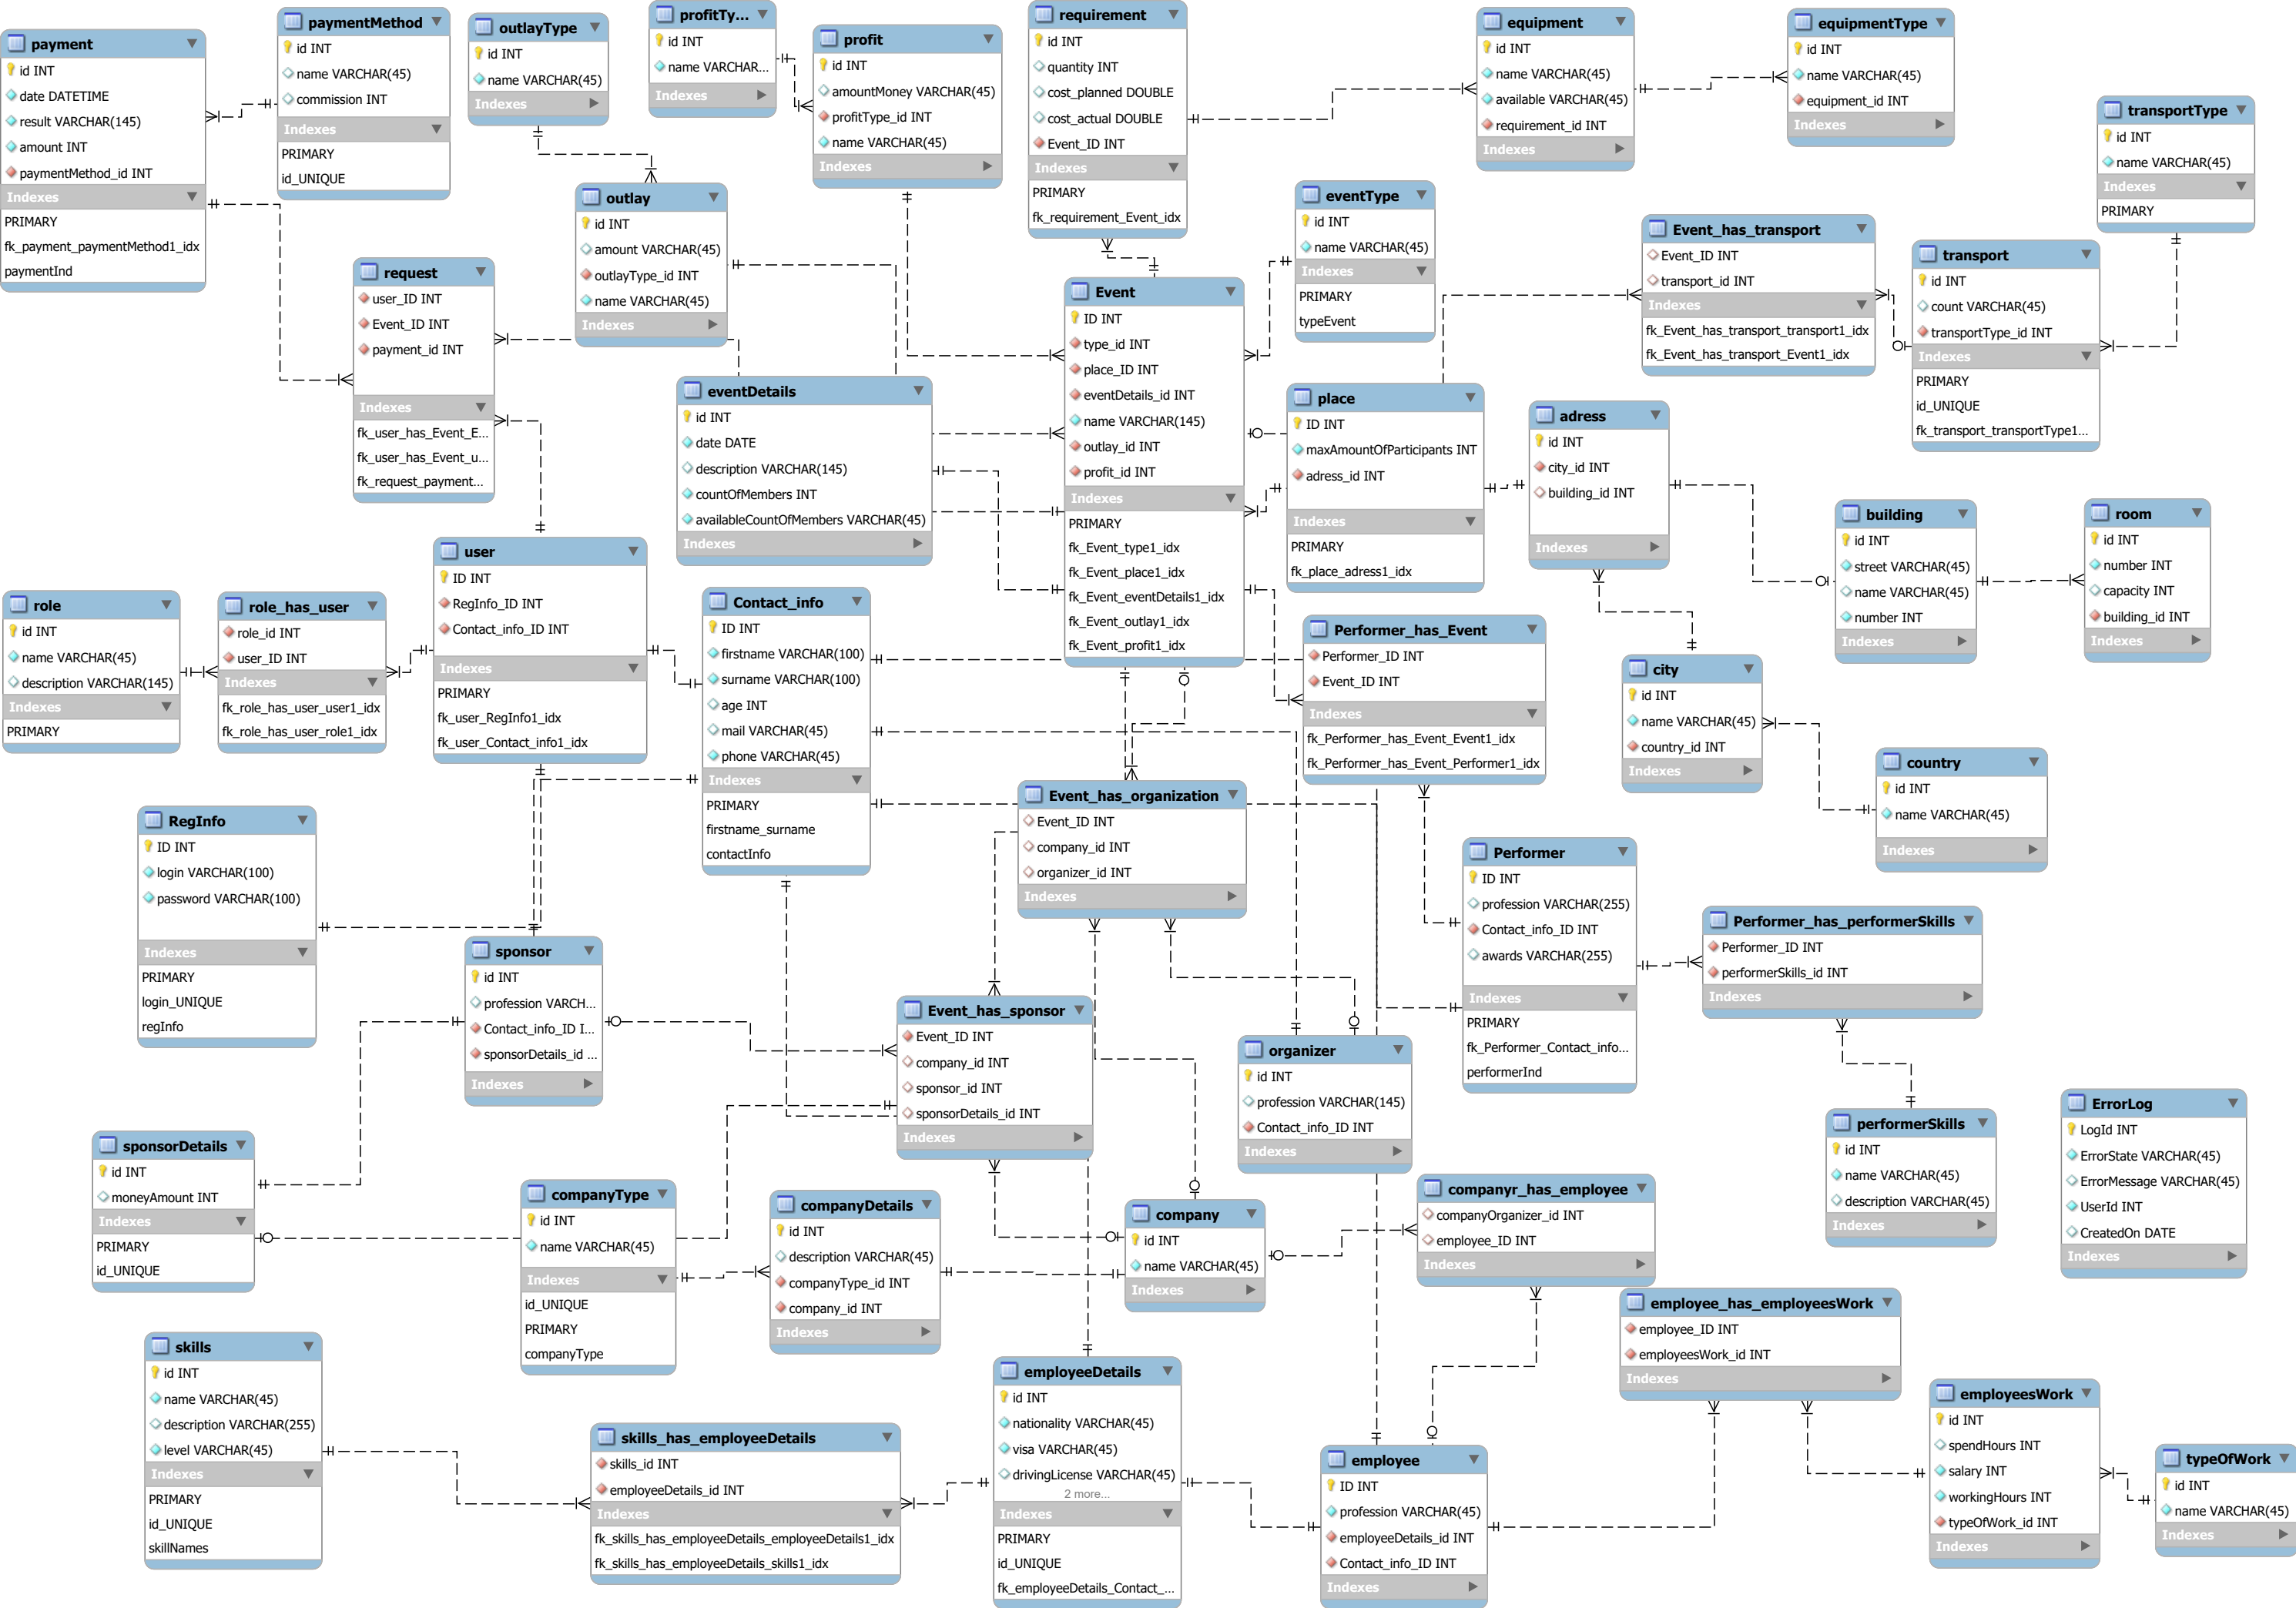 payment
id INT
date DATETIME
result VARCHAR(145)
amount INT
paymentMethod_id INT
Indexes
PRIMARY
fk_payment_paymentMethod1_idx
paymentInd
paymentMethod
id INT
name VARCHAR(45)
commission INT
Indexes
PRIMARY
id_UNIQUE
outlayType
id INT
name VARCHAR(45)
Indexes
profitTy...
id INT
name VARCHAR...
Indexes
profit
id INT
amountMoney VARCHAR(45)
profitType_id INT
name VARCHAR(45)
Indexes
requirement
id INT
quantity INT
cost_planned DOUBLE
cost_actual DOUBLE
Event_ID INT
Indexes
PRIMARY
fk_requirement_Event_idx
equipment
id INT
name VARCHAR(45)
available VARCHAR(45)
requirement_id INT
Indexes
equipmentType
id INT
name VARCHAR(45)
equipment_id INT
Indexes
transportType
id INT
name VARCHAR(45)
Indexes
PRIMARY
outlay
id INT
amount VARCHAR(45)
outlayType_id INT
name VARCHAR(45)
Indexes
eventType
id INT
name VARCHAR(45)
Indexes
PRIMARY
typeEvent
Event_has_transport
Event_ID INT
transport_id INT
Indexes
fk_Event_has_transport_transport1_idx
fk_Event_has_transport_Event1_idx
transport
id INT
count VARCHAR(45)
transportType_id INT
Indexes
PRIMARY
id_UNIQUE
fk_transport_transportType1...
request
user_ID INT
Event_ID INT
payment_id INT
Indexes
fk_user_has_Event_E...
fk_user_has_Event_u...
fk_request_payment...
Event
ID INT
type_id INT
place_ID INT
eventDetails_id INT
name VARCHAR(145)
outlay_id INT
profit_id INT
Indexes
PRIMARY
fk_Event_type1_idx
fk_Event_place1_idx
fk_Event_eventDetails1_idx
fk_Event_outlay1_idx
fk_Event_profit1_idx
eventDetails
id INT
date DATE
description VARCHAR(145)
countOfMembers INT
availableCountOfMembers VARCHAR(45)
Indexes
place
ID INT
maxAmountOfParticipants INT
adress_id INT
Indexes
PRIMARY
fk_place_adress1_idx
adress
id INT
city_id INT
building_id INT
Indexes
building
id INT
street VARCHAR(45)
name VARCHAR(45)
number INT
Indexes
room
id INT
number INT
capacity INT
building_id INT
Indexes
role
id INT
name VARCHAR(45)
description VARCHAR(145)
Indexes
PRIMARY
role_has_user
role_id INT
user_ID INT
Indexes
fk_role_has_user_user1_idx
fk_role_has_user_role1_idx
user
ID INT
RegInfo_ID INT
Contact_info_ID INT
Indexes
PRIMARY
fk_user_RegInfo1_idx
fk_user_Contact_info1_idx
Contact_info
ID INT
firstname VARCHAR(100)
surname VARCHAR(100)
age INT
mail VARCHAR(45)
phone VARCHAR(45)
Indexes
PRIMARY
firstname_surname
contactInfo
Performer_has_Event
Performer_ID INT
Event_ID INT
Indexes
fk_Performer_has_Event_Event1_idx
fk_Performer_has_Event_Performer1_idx
city
id INT
name VARCHAR(45)
country_id INT
Indexes
country
id INT
name VARCHAR(45)
Indexes
RegInfo
ID INT
login VARCHAR(100)
password VARCHAR(100)
Indexes
PRIMARY
login_UNIQUE
regInfo
Event_has_organization
Event_ID INT
company_id INT
organizer_id INT
Indexes
Performer
ID INT
profession VARCHAR(255)
Contact_info_ID INT
awards VARCHAR(255)
Indexes
PRIMARY
fk_Performer_Contact_info...
performerInd
Performer_has_performerSkills
Performer_ID INT
performerSkills_id INT
Indexes
sponsor
id INT
profession VARCH...
Contact_info_ID I...
sponsorDetails_id ...
Indexes
Event_has_sponsor
Event_ID INT
company_id INT
sponsor_id INT
sponsorDetails_id INT
Indexes
organizer
id INT
profession VARCHAR(145)
Contact_info_ID INT
Indexes
performerSkills
id INT
name VARCHAR(45)
description VARCHAR(45)
Indexes
ErrorLog
LogId INT
ErrorState VARCHAR(45)
ErrorMessage VARCHAR(45)
UserId INT
CreatedOn DATE
Indexes
sponsorDetails
id INT
moneyAmount INT
Indexes
PRIMARY
id_UNIQUE
companyType
id INT
name VARCHAR(45)
Indexes
id_UNIQUE
PRIMARY
companyType
companyDetails
id INT
description VARCHAR(45)
companyType_id INT
company_id INT
Indexes
company
id INT
name VARCHAR(45)
Indexes
companyr_has_employee
companyOrganizer_id INT
employee_ID INT
Indexes
employee_has_employeesWork
employee_ID INT
employeesWork_id INT
Indexes
skills
id INT
name VARCHAR(45)
description VARCHAR(255)
level VARCHAR(45)
Indexes
PRIMARY
id_UNIQUE
skillNames
skills_has_employeeDetails
skills_id INT
employeeDetails_id INT
Indexes
fk_skills_has_employeeDetails_employeeDetails1_idx
fk_skills_has_employeeDetails_skills1_idx
employeeDetails
id INT
nationality VARCHAR(45)
visa VARCHAR(45)
drivingLicense VARCHAR(45)
2 more...
Indexes
PRIMARY
id_UNIQUE
fk_employeeDetails_Contact_...
employee
ID INT
profession VARCHAR(45)
employeeDetails_id INT
Contact_info_ID INT
Indexes
employeesWork
id INT
spendHours INT
salary INT
workingHours INT
typeOfWork_id INT
Indexes
typeOfWork
id INT
name VARCHAR(45)
Indexes